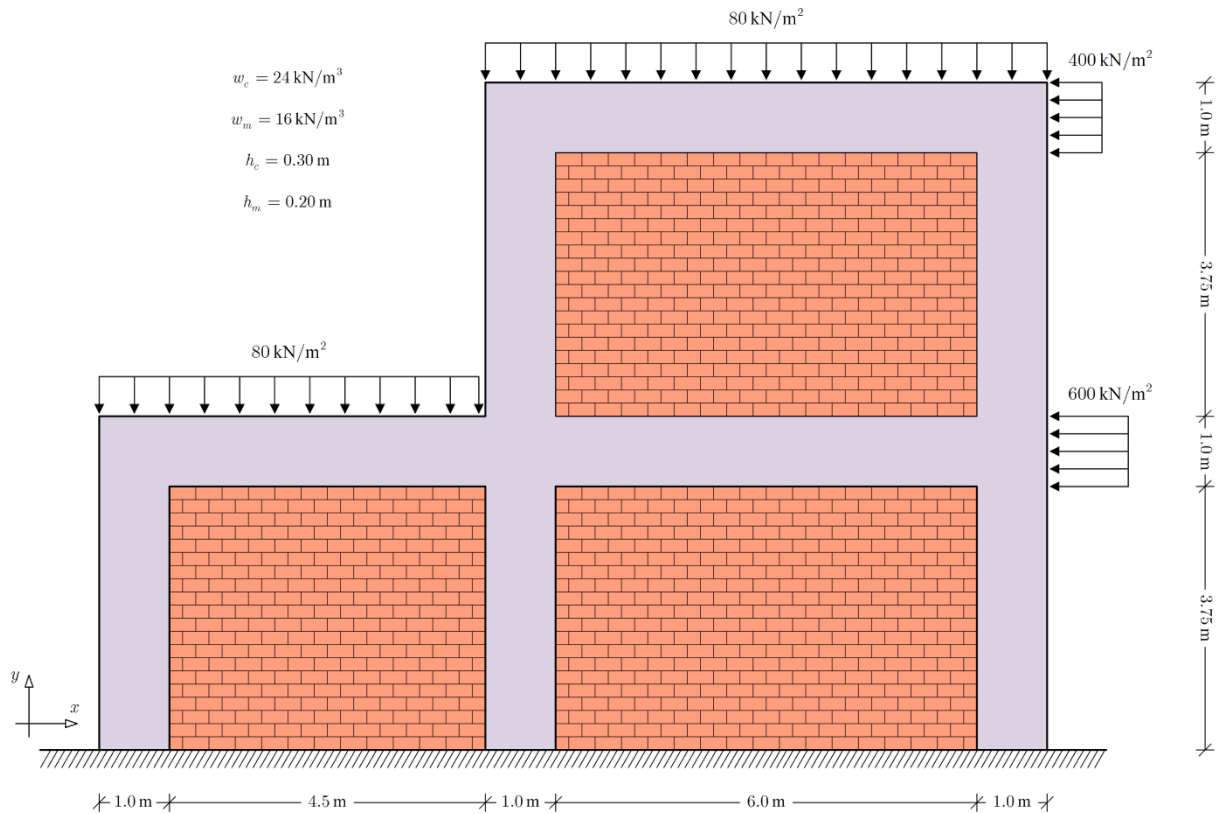 80 kN/m²
400 kN/m²
w_c = 24 kN/m³
w_m = 16 kN/m³
h_c = 0.30 m
h_m = 0.20 m
1.0 m
3.75 m
80 kN/m²
600 kN/m²
1.0 m
3.75 m
y
x
1.0 m
4.5 m
1.0 m
6.0 m
1.0 m